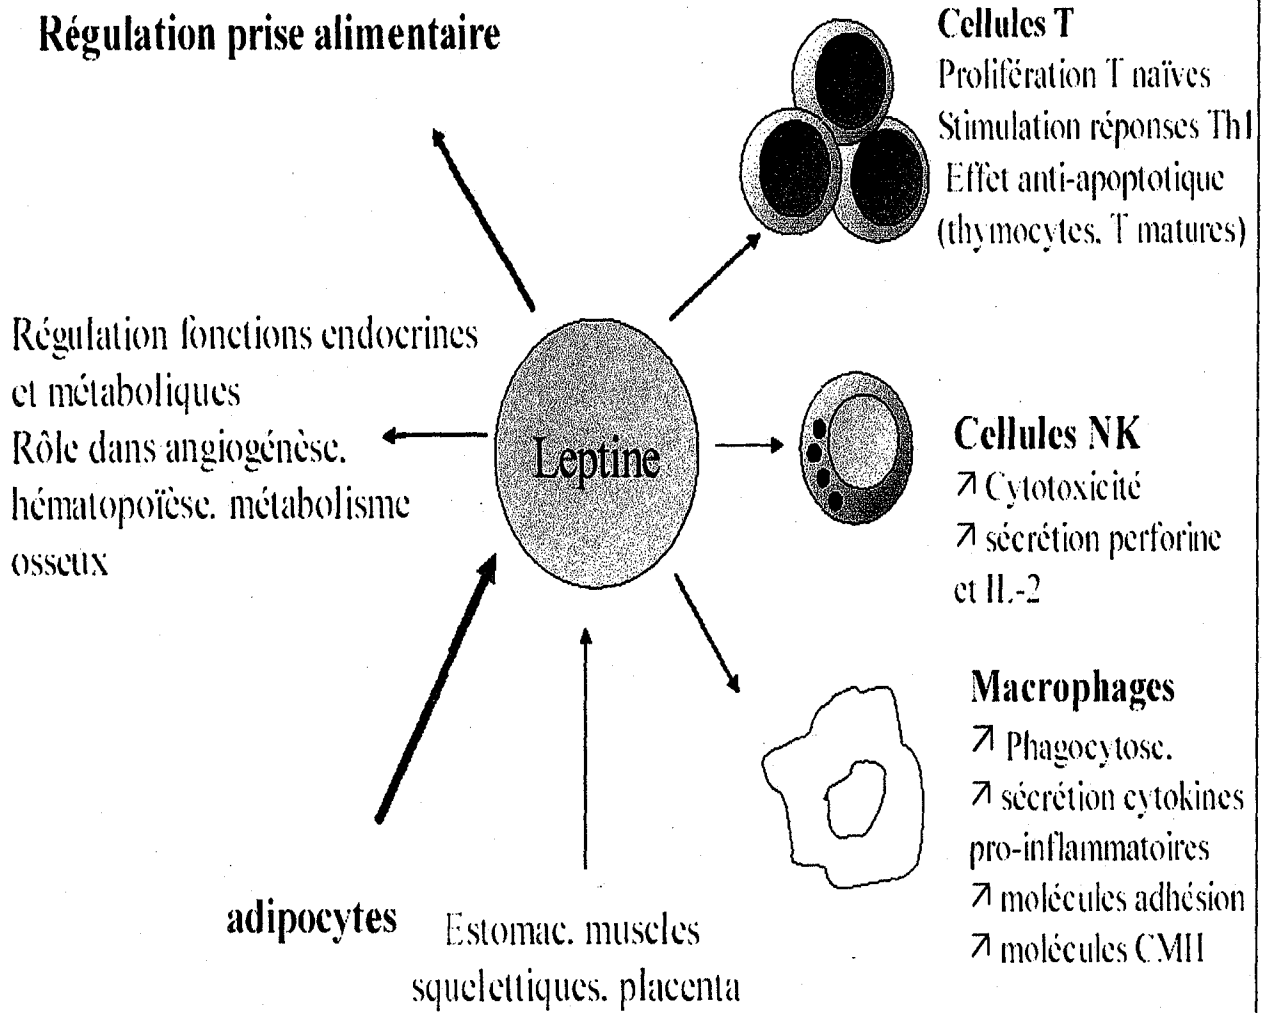 Régulation prise alimentaire
Cellules T
Prolifération T naïves
Stimulation réponses Th1
Effet anti-apoptotique
(thymocytes. T matures)
Régulation fonctions endocrines
et métaboliques
Rôle dans angiogénèse.
hématopoïèse. métabolisme
osseux
Leptine
Cellules NK
↗ Cytotoxicité
↗ sécrétion perforine
et IL-2
Macrophages
↗ Phagocytose.
↗ sécrétion cytokines
pro-inflammatoires
↗ molécules adhésion
↗ molécules CMH
adipocytes
Estomac. muscles
squelettiques. placenta